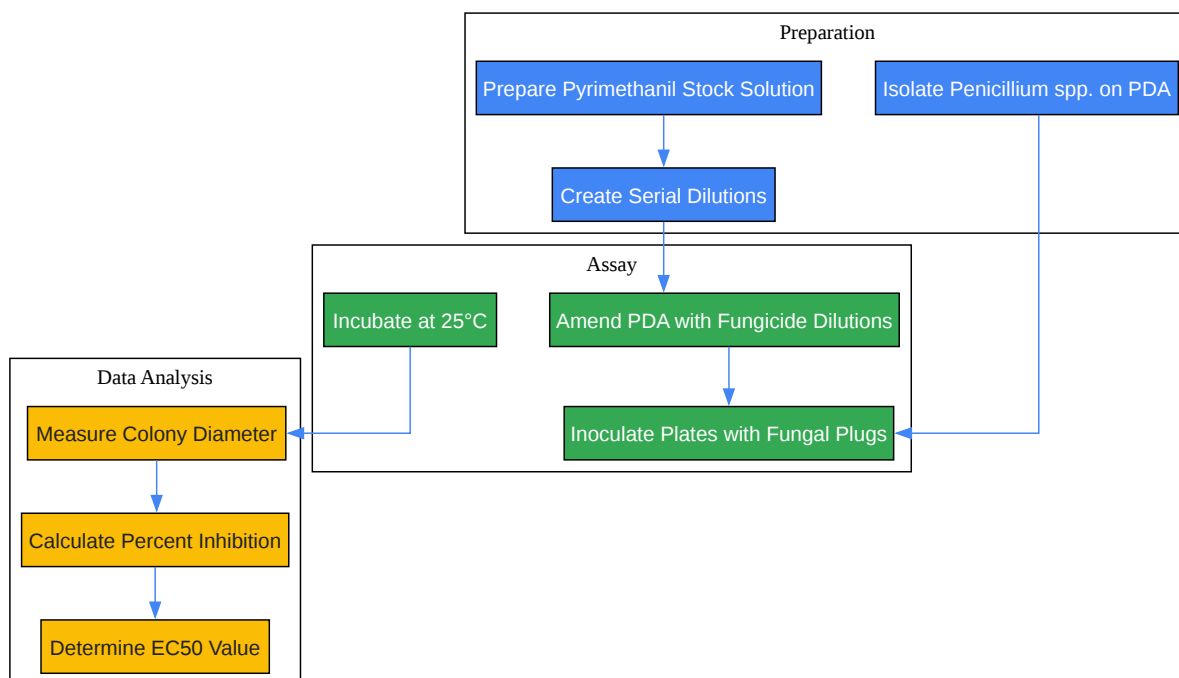 Preparation
Prepare Pyrimethanil Stock Solution
Isolate Penicillium spp. on PDA
Create Serial Dilutions
Assay
Incubate at 25°C
Amend PDA with Fungicide Dilutions
Inoculate Plates with Fungal Plugs
Data Analysis
Measure Colony Diameter
Calculate Percent Inhibition
Determine EC50 Value